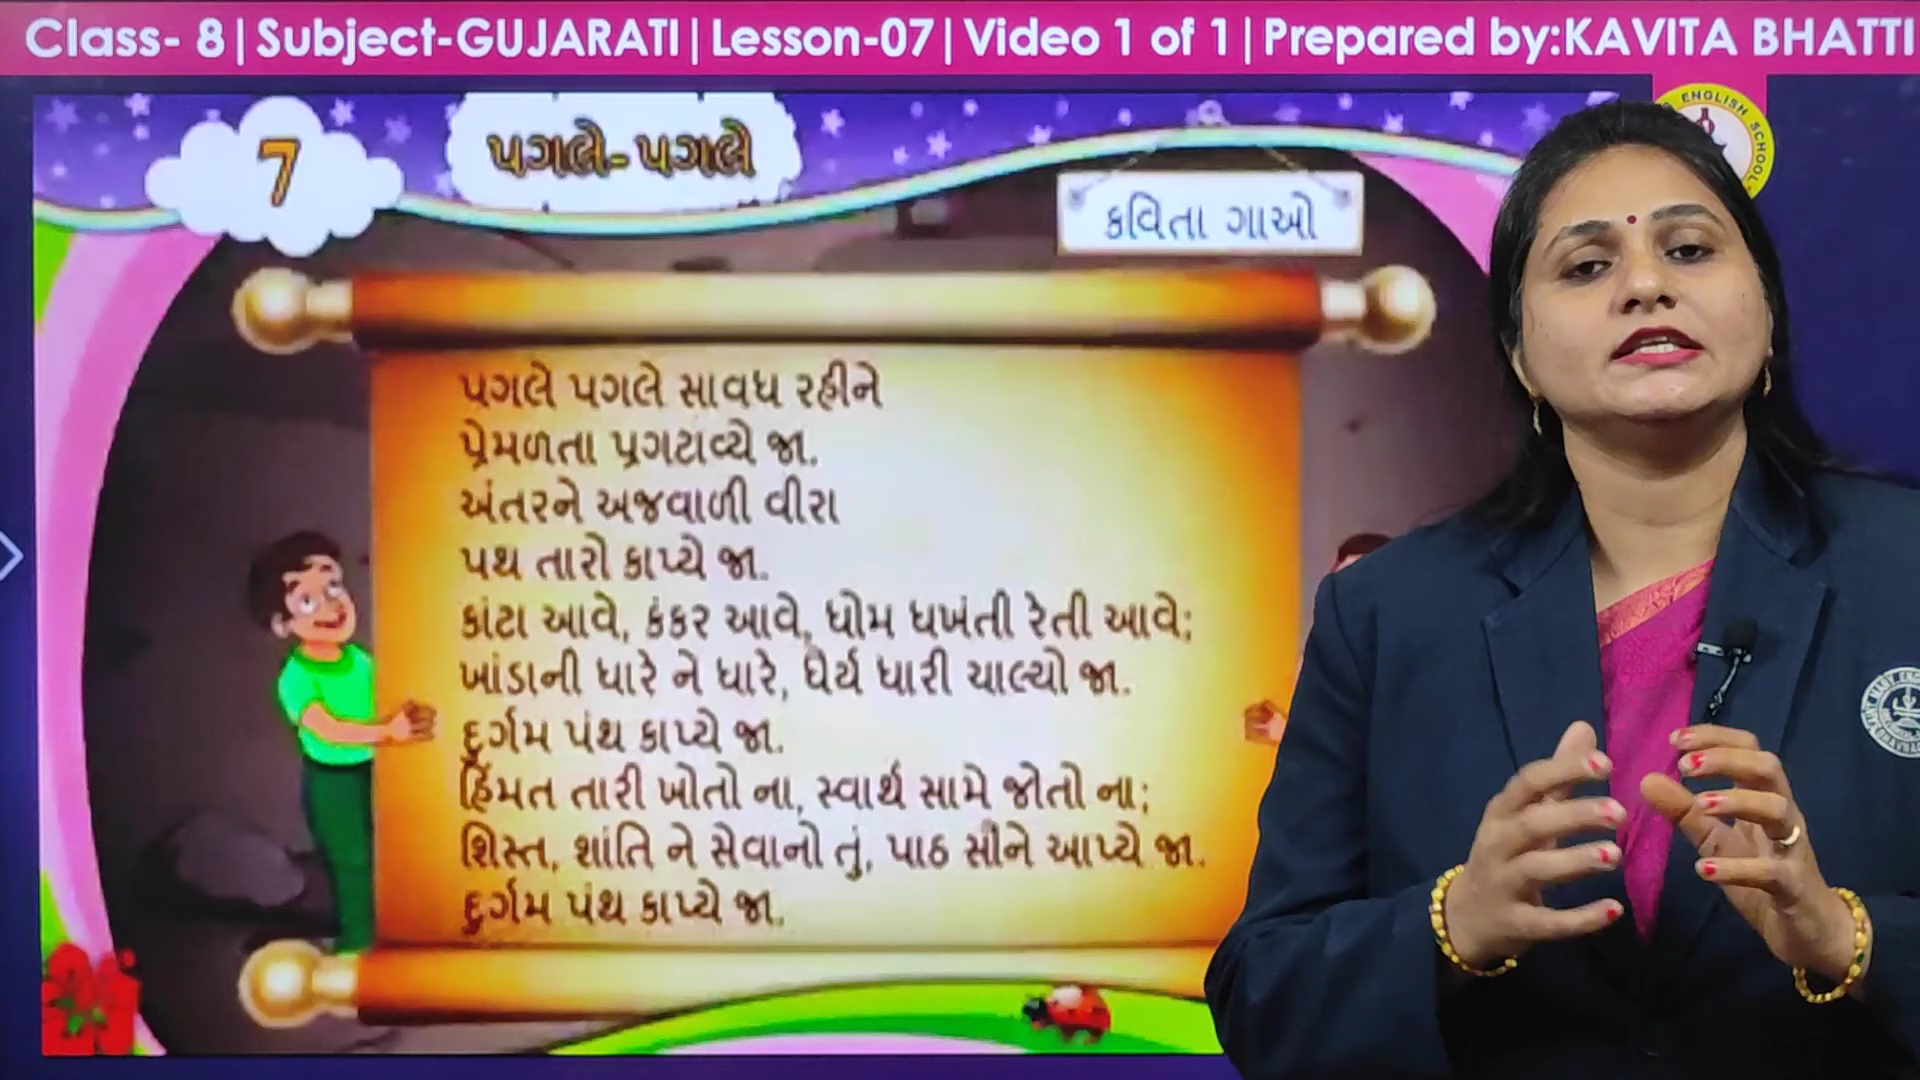 Class- 8|Subject-GUJARATI|Lesson-07|Video 1 of 1|Prepared by:KAVITA BHATTI
ENGLISH SCHOOL
7
પગલે-પગલે
કવિતા ગાઓ
પગલે પગલે સાવધ રહીને
પ્રેમળતા પ્રગટાવ્યે જા.
અંતરને અજવાળી વીરા
પથ તારો કાપ્યે જા.
કાંટા આવે, કંકર આવે, ધોમ ધખંતી રેતી આવે;
ખાંડાની ધારે ને ધારે, ધૈર્ય ધારી ચાલ્યો જા.
દુર્ગમ પંથ કાપ્યે જા.
હિંમત તારી ખોતો ના, સ્વાર્થ સામે જોતો ના;
શિસ્ત, શાંતિ ને સેવાનો તું, પાઠ સૌને આપ્યે જા.
દુર્ગમ પંથ કાપ્યે જા.